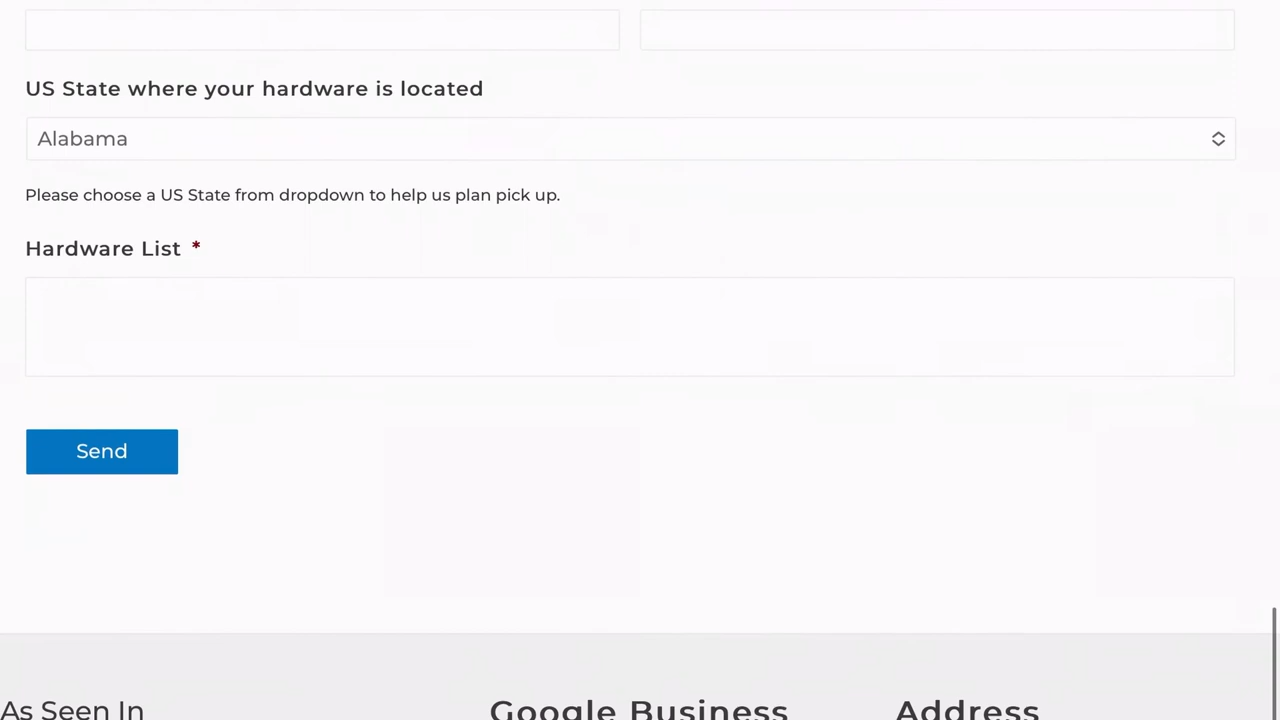 US State where your hardware is located
Alabama
Please choose a US State from dropdown to help us plan pick up.
Hardware List *
Send
As Seen In
Google Business
Address